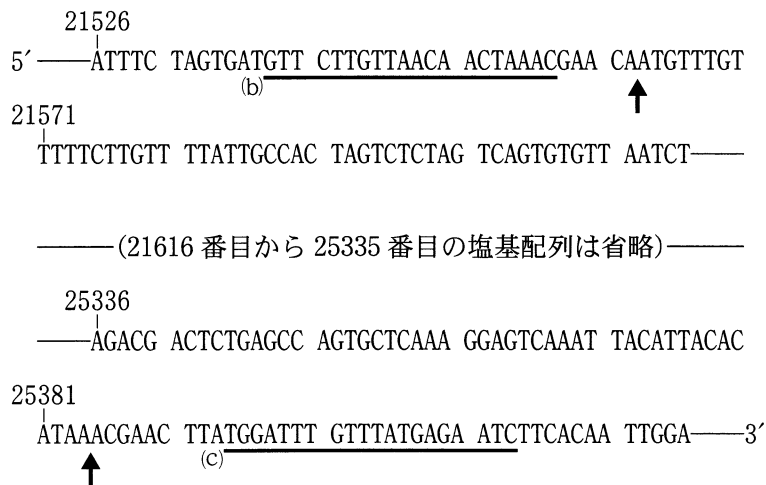 21526
5′―ATTTC TAGTGATGTT CTTGTTAACA ACTAAACGAA CAATGTTTGT
(b)
21571
TTTTCTTGTT TTATTGCCAC TAGTCTCTAG TCAGTGTGTT AATCT―
―(21616 番目から 25335 番目の塩基配列は省略)―
25336
―AGACG ACTCTGAGCC AGTGCTCAAA GGAGTCAAAT TACATTACAC
25381
ATAAACGAAC TTATGGATTT GTTTATGAGA ATCTTCACAA TTGGA―3′
(c)